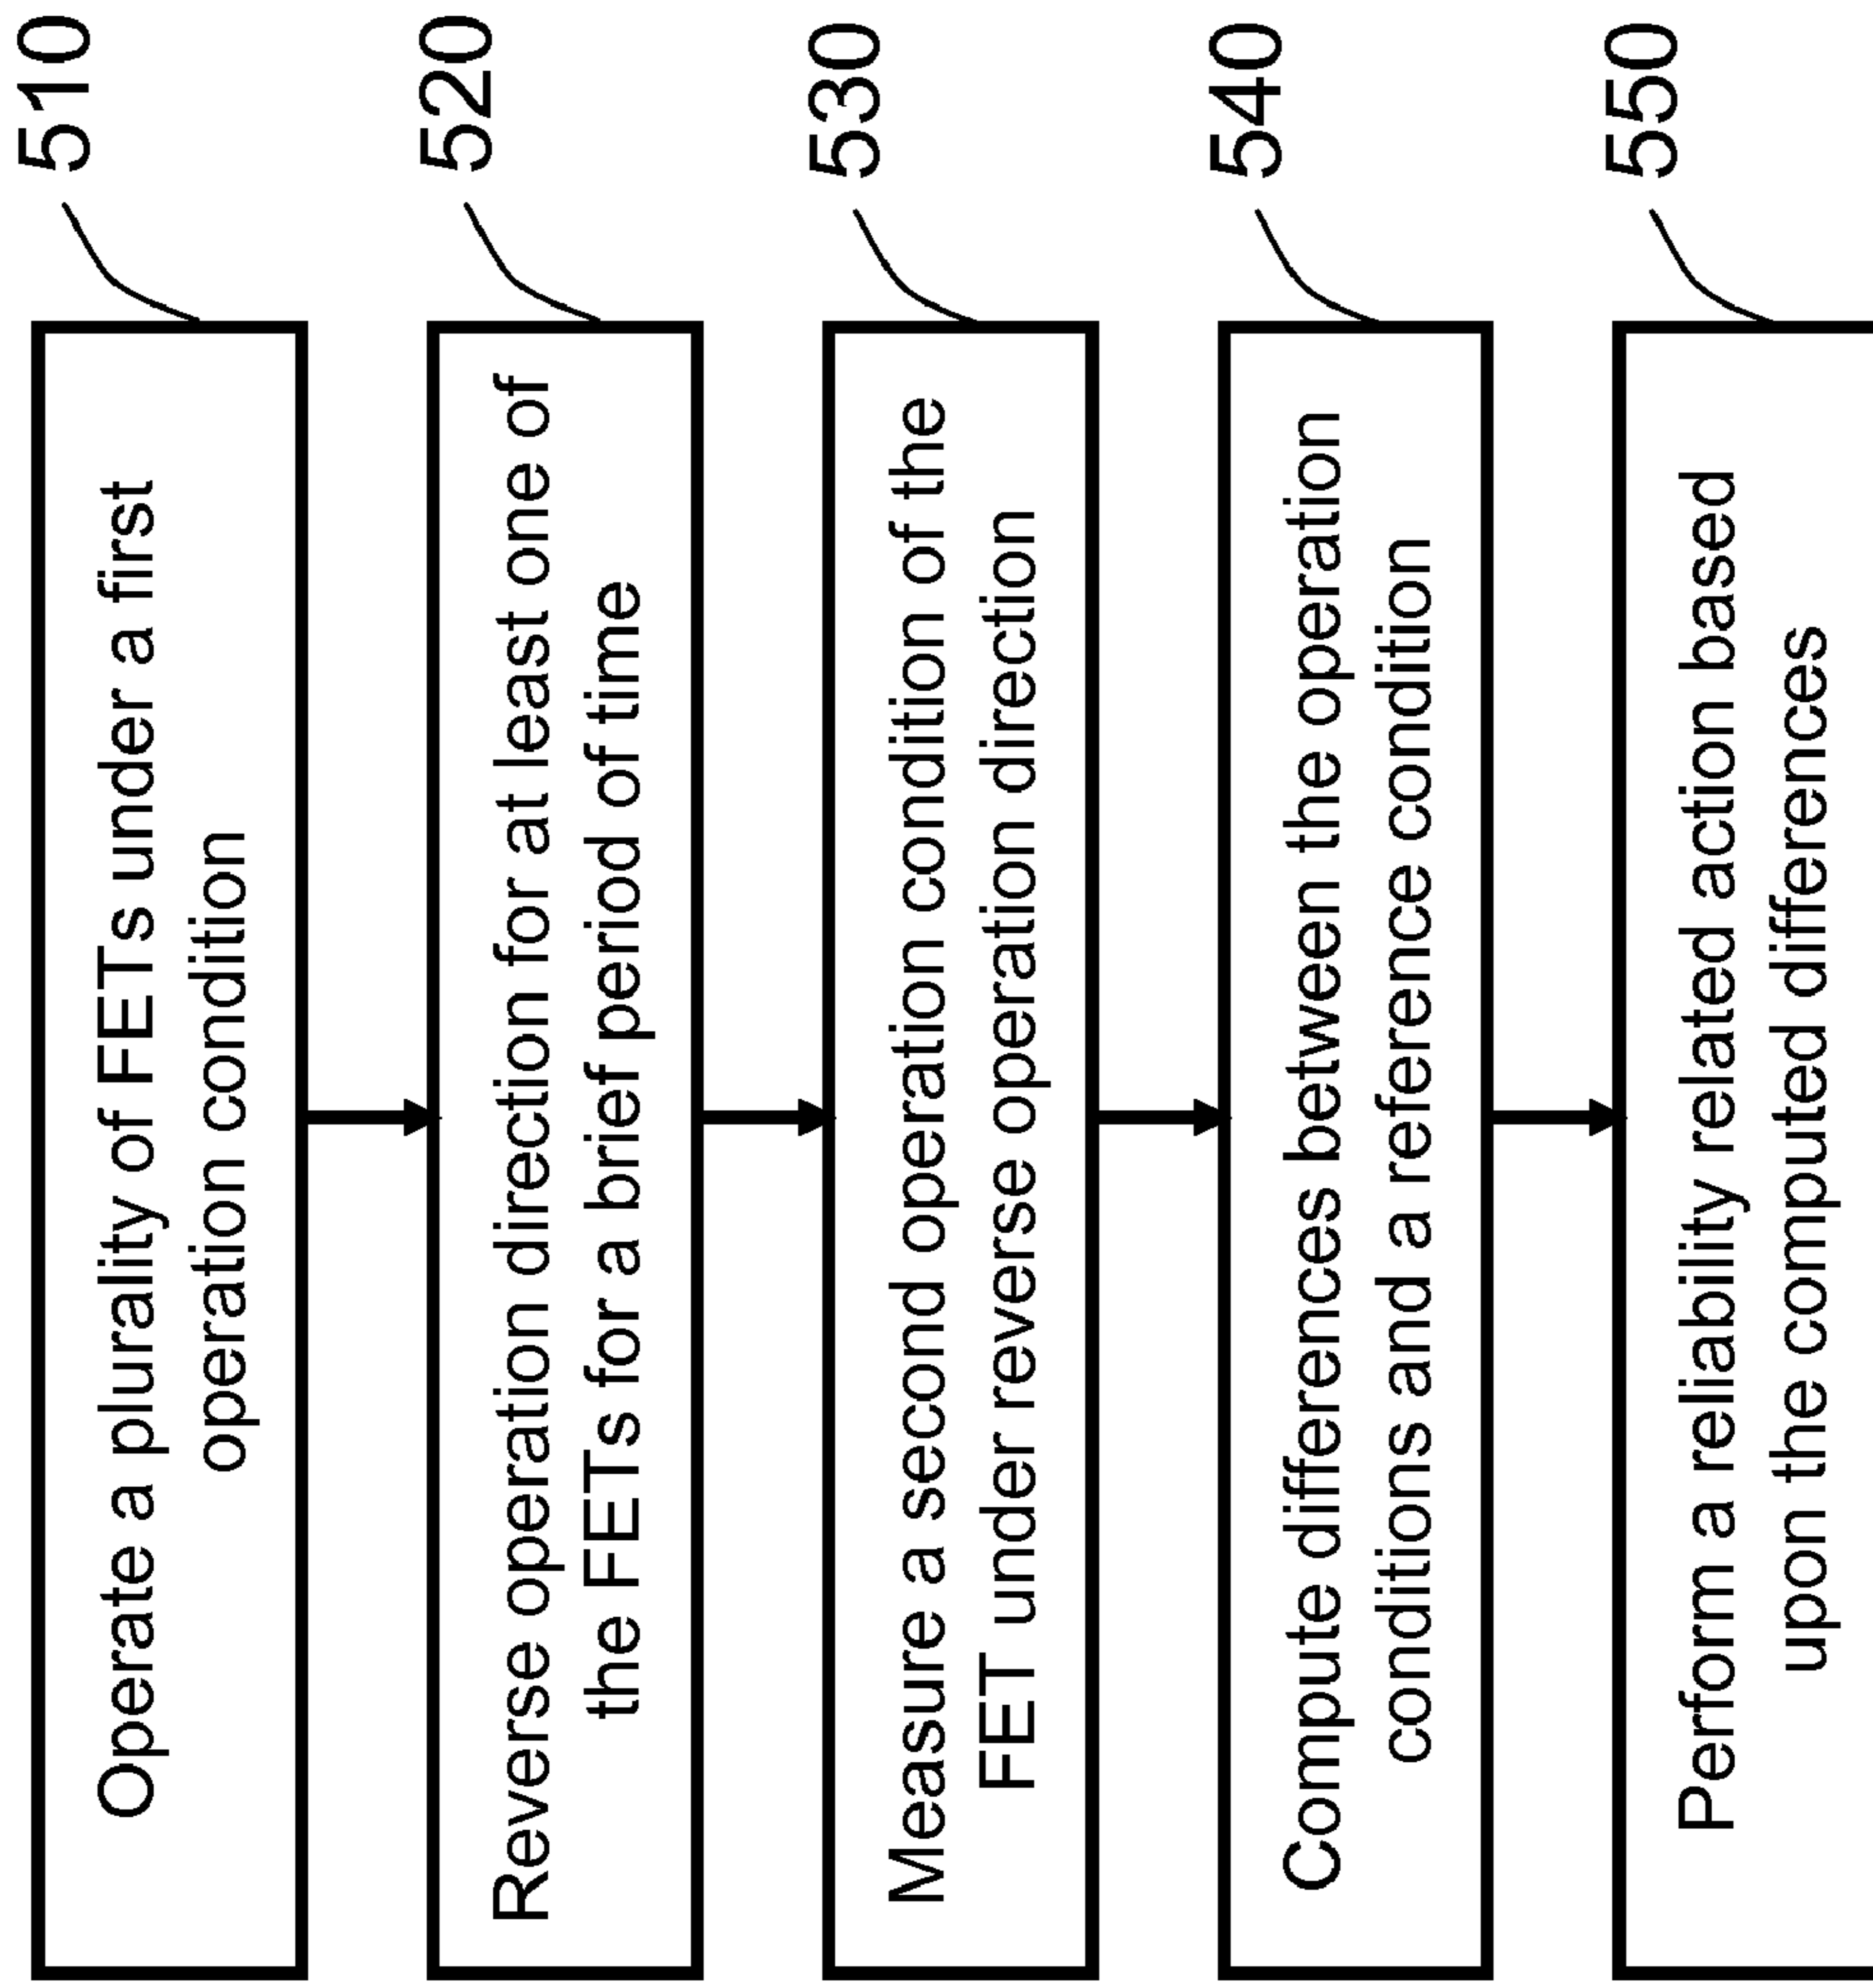 510
Operate a plurality of FETs under a first
operation condition
520
Reverse operation direction for at least one of
the FETs for a brief period of time
530
Measure a second operation condition of the
FET under reverse operation direction
540
Compute differences between the operation
conditions and a reference condition
550
Perform a reliability related action based
upon the computed differences